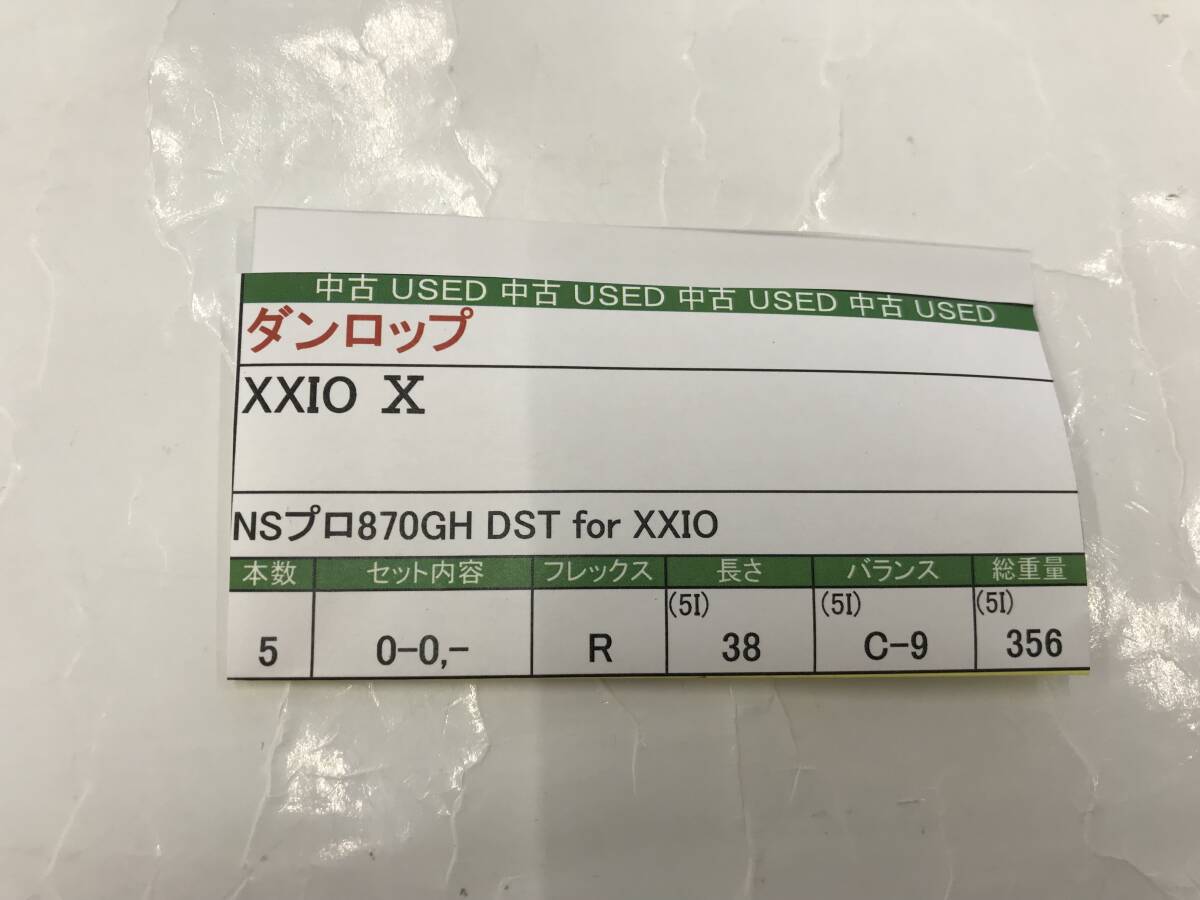 中古 USED 中古 USED 中古 USED 中古 USED
ダンロップ
XXIO X
NSプロ870GH DST for XXIO
本数 セット内容 フレックス 長さ バランス 総重量
(5I) (5I) (5I)
5 0-0,- R 38 C-9 356